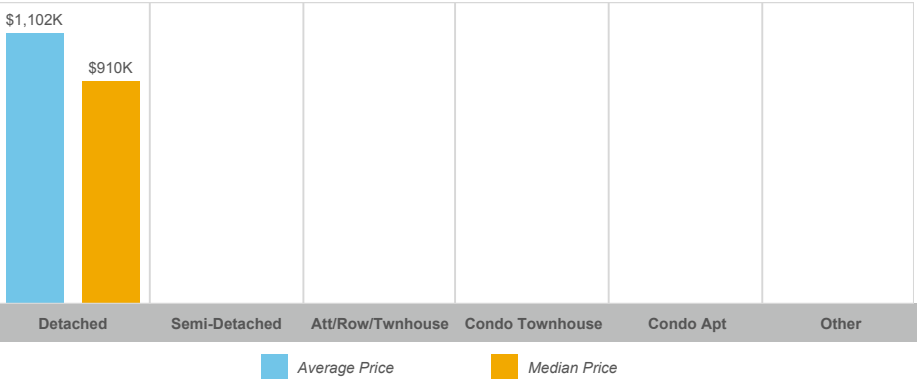 $1,102K
$910K
Detached Semi-Detached Att/Row/Twnhouse Condo Townhouse Condo Apt Other
Average Price Median Price